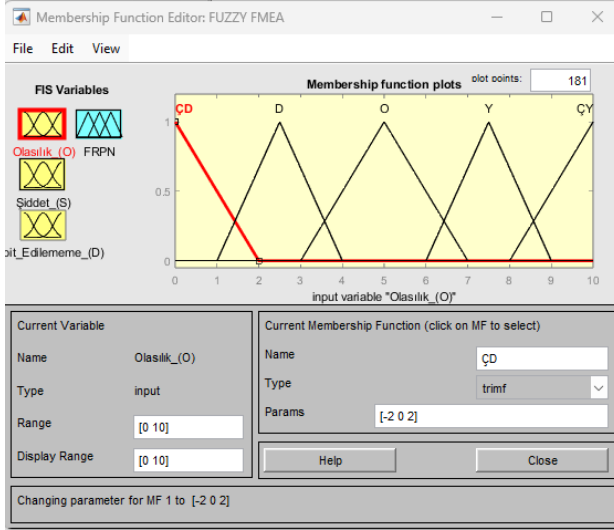 Membership Function Editor: FUZZY FMEA
File Edit View
FIS Variables
Olasılık_(O) FRPN
Şiddet_(S)
bit_Edilememe_(D)
Membership function plots
plot points: 181
ÇD D O Y ÇY
1
0.5
0
0 1 2 3 4 5 6 7 8 9 10
input variable "Olasılık_(O)"
Current Variable
Name Olasılık_(O)
Type input
Range [0 10]
Display Range [0 10]
Current Membership Function (click on MF to select)
Name ÇD
Type trimf
Params [-2 0 2]
Help Close
Changing parameter for MF 1 to [-2 0 2]